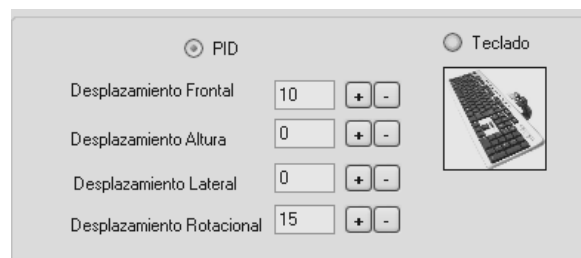 PID
Teclado
Desplazamiento Frontal 10 + -
Desplazamiento Altura 0 + -
Desplazamiento Lateral 0 + -
Desplazamiento Rotacional 15 + -